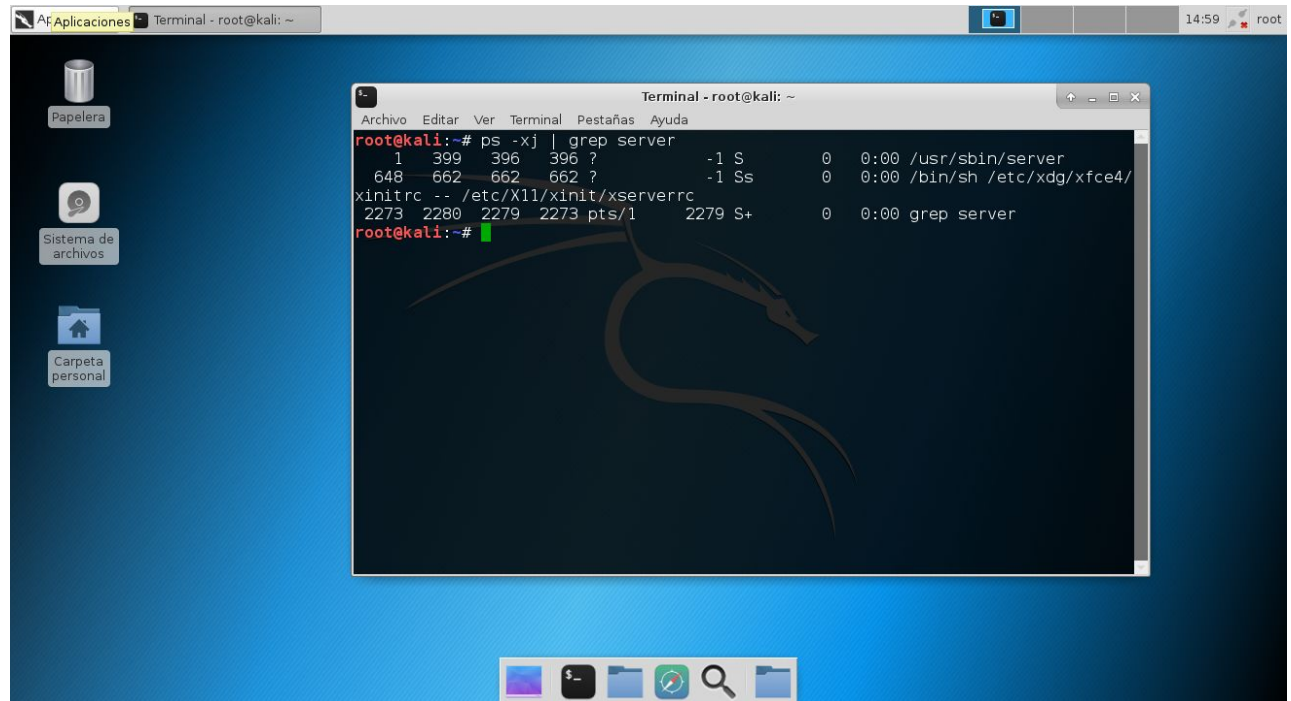 Ap Aplicaciones Terminal - root@kali: ~ 14:59 root
Papelera
Sistema de
archivos
Carpeta
personal
Terminal - root@kali: ~
Archivo Editar Ver Terminal Pestañas Ayuda
root@kali:~# ps -xj | grep server
    1   399   396   396 ?           -1 S        0   0:00 /usr/sbin/server
  648   662   662   662 ?           -1 Ss       0   0:00 /bin/sh /etc/xdg/xfce4/
xinitrc -- /etc/X11/xinit/xserverrc
 2273  2280  2279  2273 pts/1     2279 S+       0   0:00 grep server
root@kali:~#